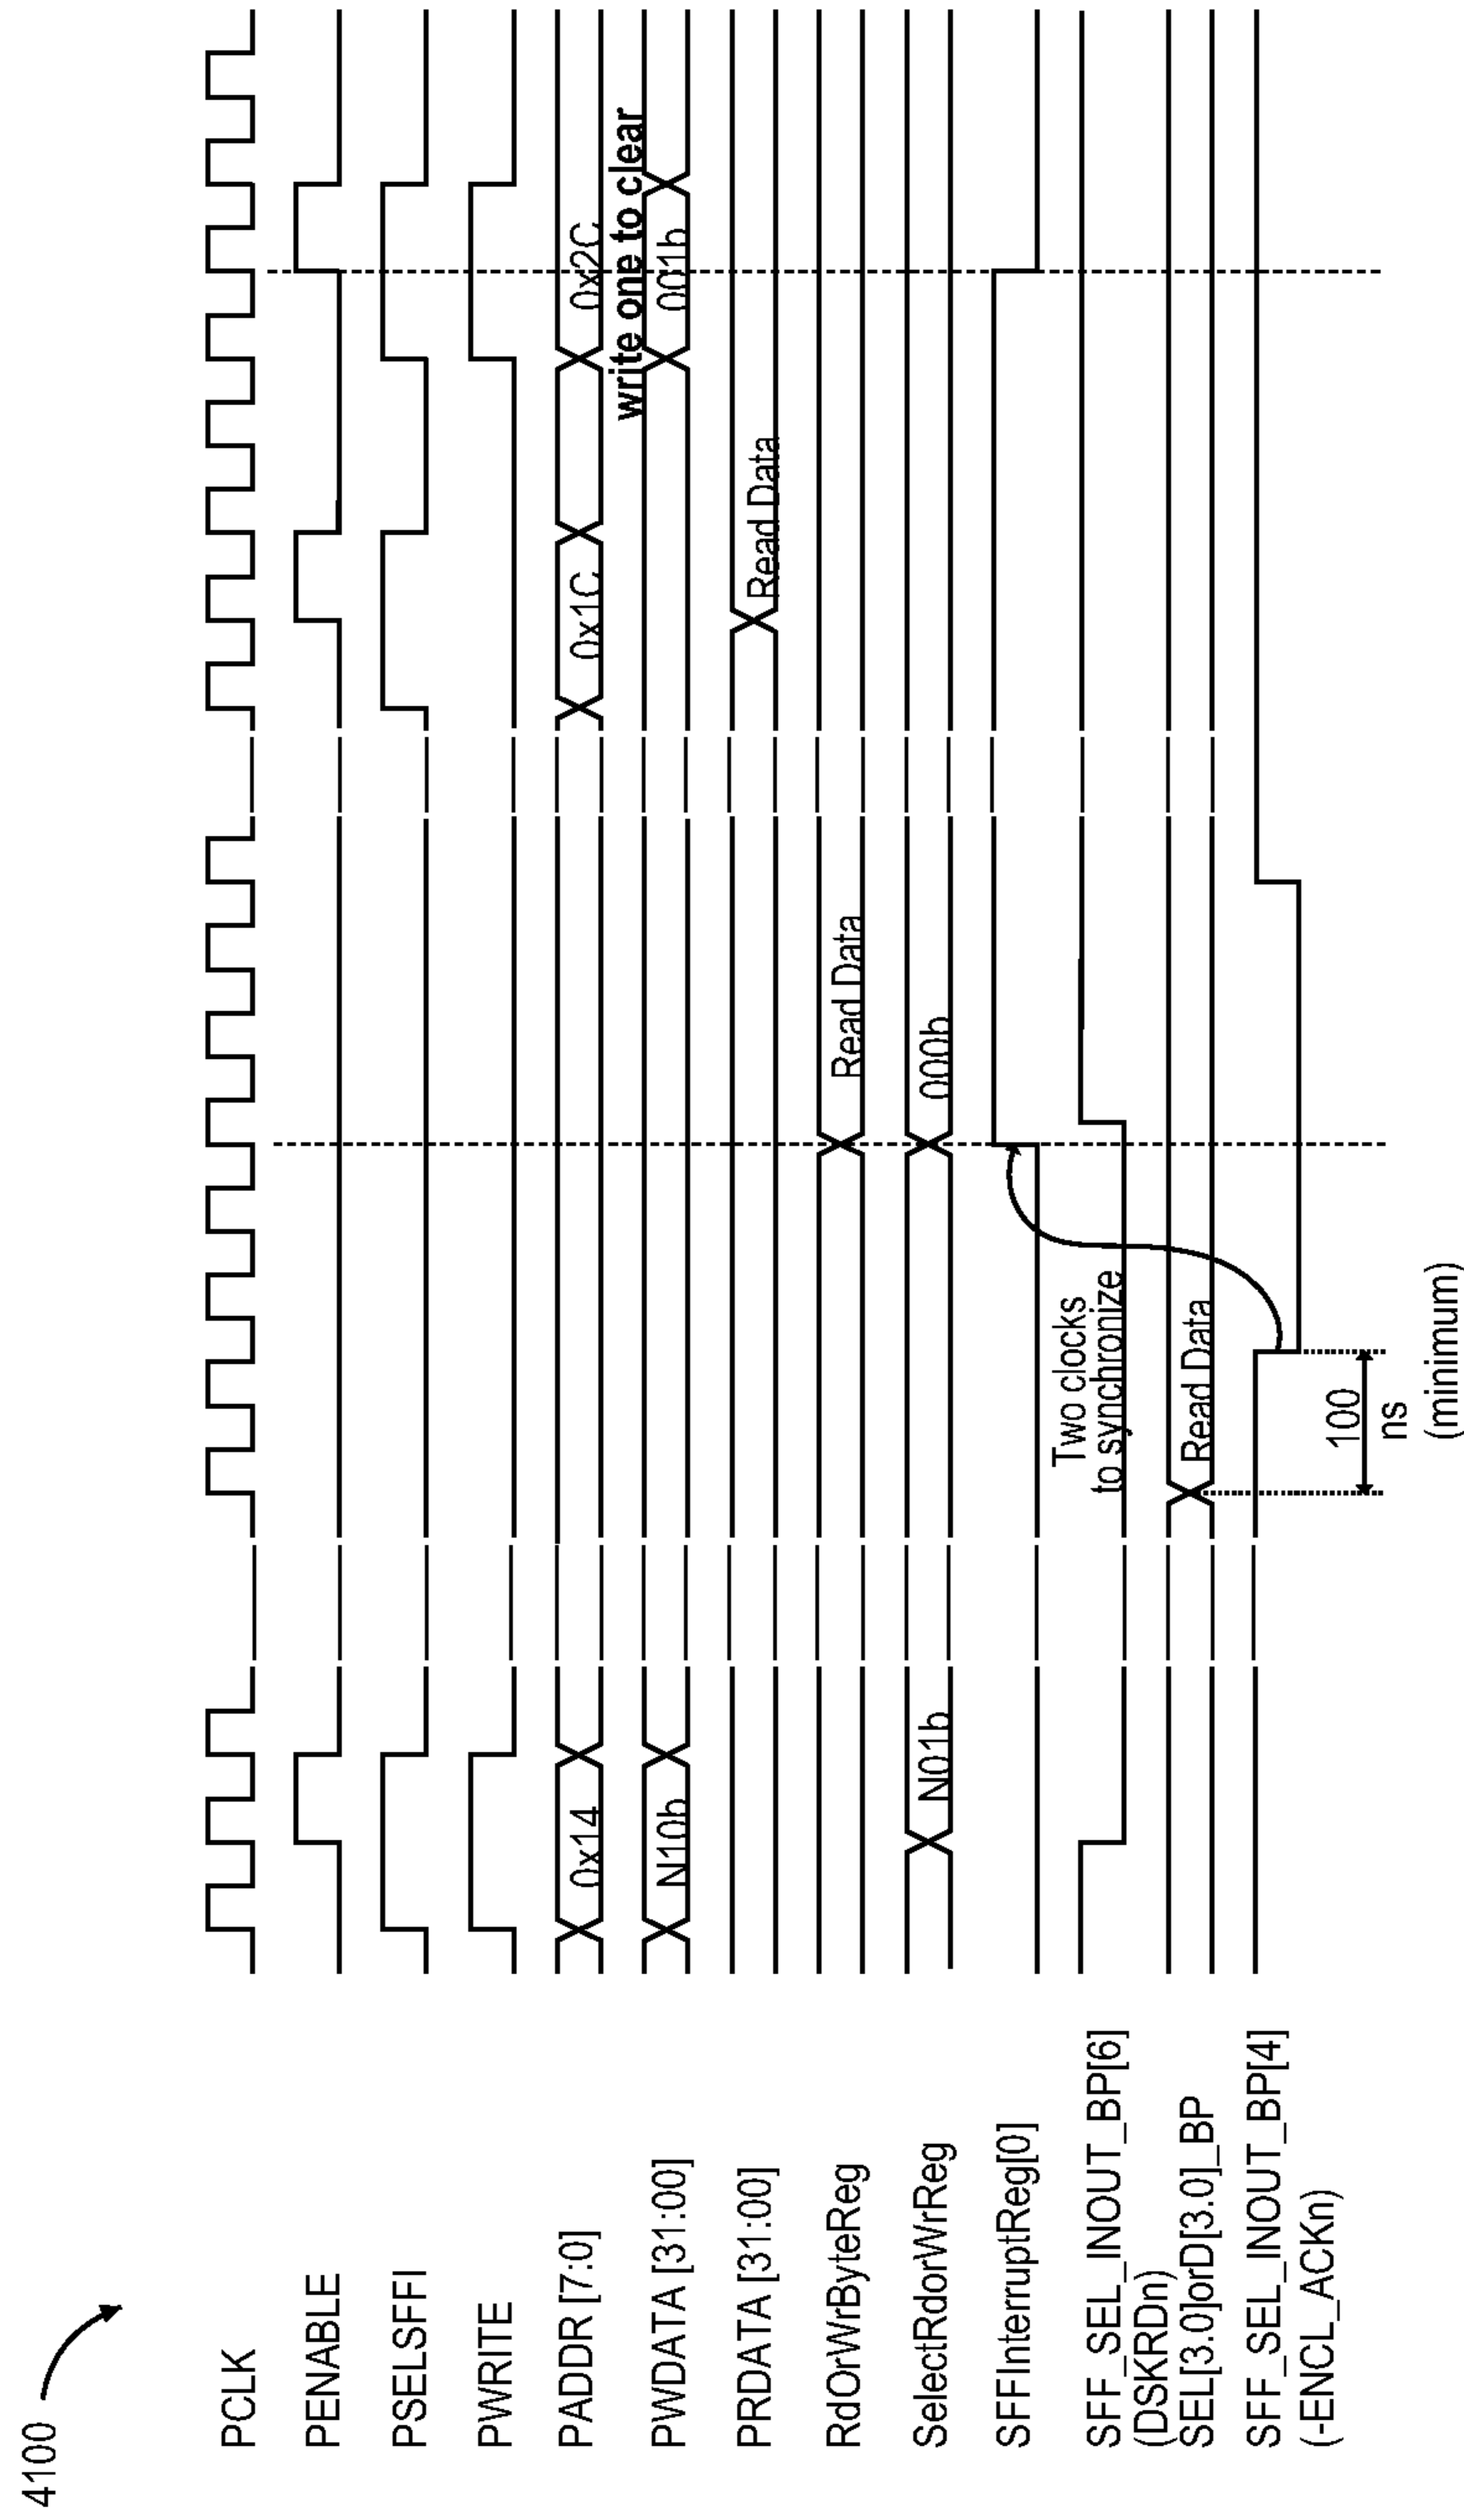 4100
PCLK
PENABLE
PSELSFFI
PWRITE
PADDR [7:0]
0x14
0x1C
0x2C
write one to clear
PWDATA [31:00]
N10b
001b
PRDATA [31:00]
Read Data
RdOrWrByteReg
Read Data
SelectRdorWrReg
N01b
000b
SFFInterruptReg[0]
Two clocks
to synchronize
SFF_SEL_INOUT_BP[6]
(DSKRDn)
SEL[3.0]orD[3.0]_BP
Read Data
SFF_SEL_INOUT_BP[4]
(-ENCL_ACKn)
100
ns
(minimum)